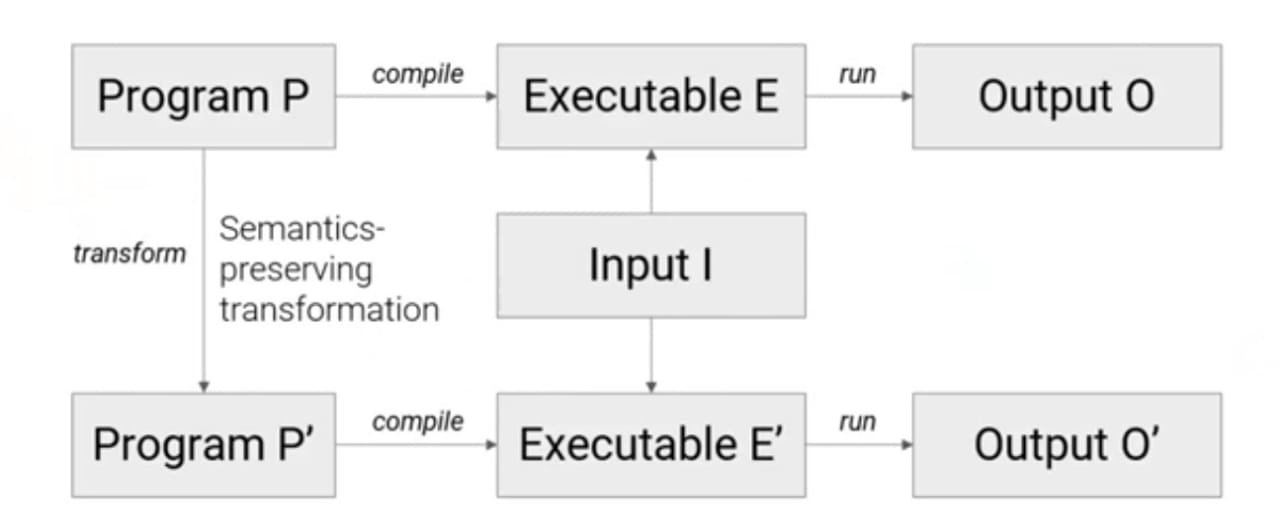 compile
run
Program P
Executable E
Output O
transform
Semantics-
preserving
transformation
Input I
compile
run
Program P’
Executable E’
Output O’